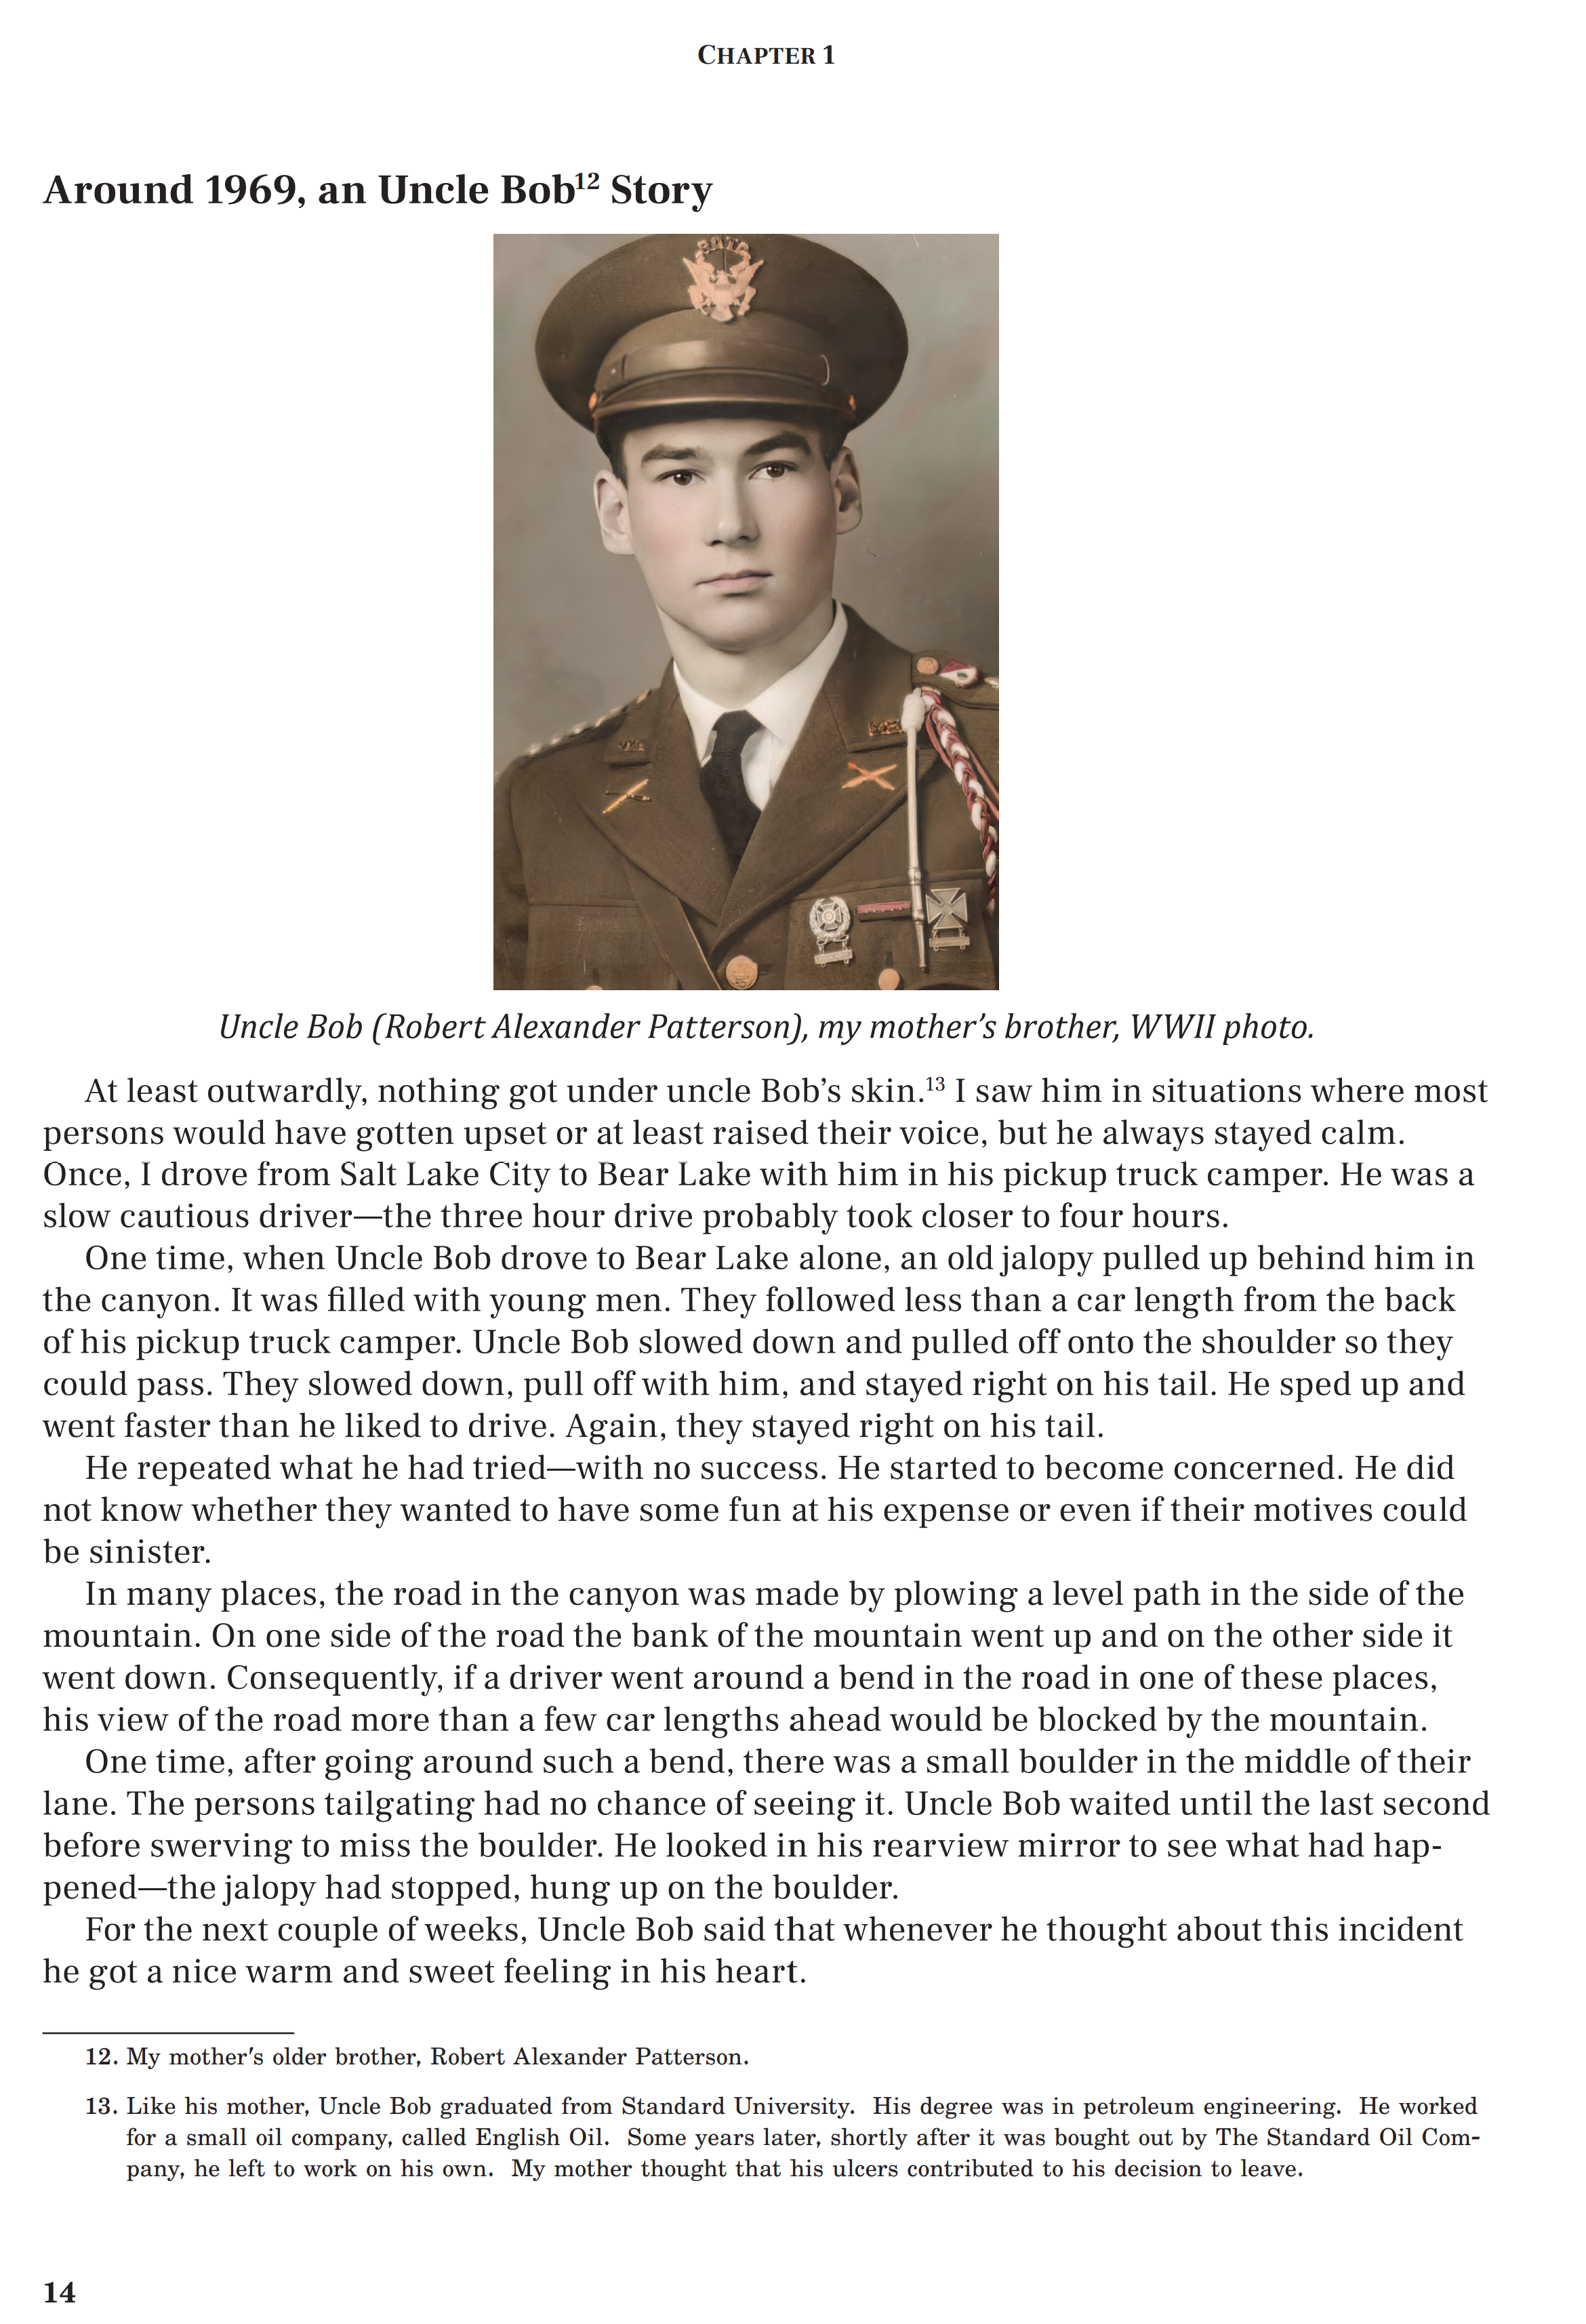 CHAPTER 1
Around 1969, an Uncle Bob12 Story
ROTC
Uncle Bob (Robert Alexander Patterson), my mother’s brother, WWII photo.
At least outwardly, nothing got under uncle Bob’s skin.13 I saw him in situations where most
persons would have gotten upset or at least raised their voice, but he always stayed calm.
Once, I drove from Salt Lake City to Bear Lake with him in his pickup truck camper. He was a
slow cautious driver—the three hour drive probably took closer to four hours.
One time, when Uncle Bob drove to Bear Lake alone, an old jalopy pulled up behind him in
the canyon. It was filled with young men. They followed less than a car length from the back
of his pickup truck camper. Uncle Bob slowed down and pulled off onto the shoulder so they
could pass. They slowed down, pull off with him, and stayed right on his tail. He sped up and
went faster than he liked to drive. Again, they stayed right on his tail.
He repeated what he had tried—with no success. He started to become concerned. He did
not know whether they wanted to have some fun at his expense or even if their motives could
be sinister.
In many places, the road in the canyon was made by plowing a level path in the side of the
mountain. On one side of the road the bank of the mountain went up and on the other side it
went down. Consequently, if a driver went around a bend in the road in one of these places,
his view of the road more than a few car lengths ahead would be blocked by the mountain.
One time, after going around such a bend, there was a small boulder in the middle of their
lane. The persons tailgating had no chance of seeing it. Uncle Bob waited until the last second
before swerving to miss the boulder. He looked in his rearview mirror to see what had hap-
pened—the jalopy had stopped, hung up on the boulder.
For the next couple of weeks, Uncle Bob said that whenever he thought about this incident
he got a nice warm and sweet feeling in his heart.
12. My mother's older brother, Robert Alexander Patterson.
13. Like his mother, Uncle Bob graduated from Standard University. His degree was in petroleum engineering. He worked
for a small oil company, called English Oil. Some years later, shortly after it was bought out by The Standard Oil Com-
pany, he left to work on his own. My mother thought that his ulcers contributed to his decision to leave.
14